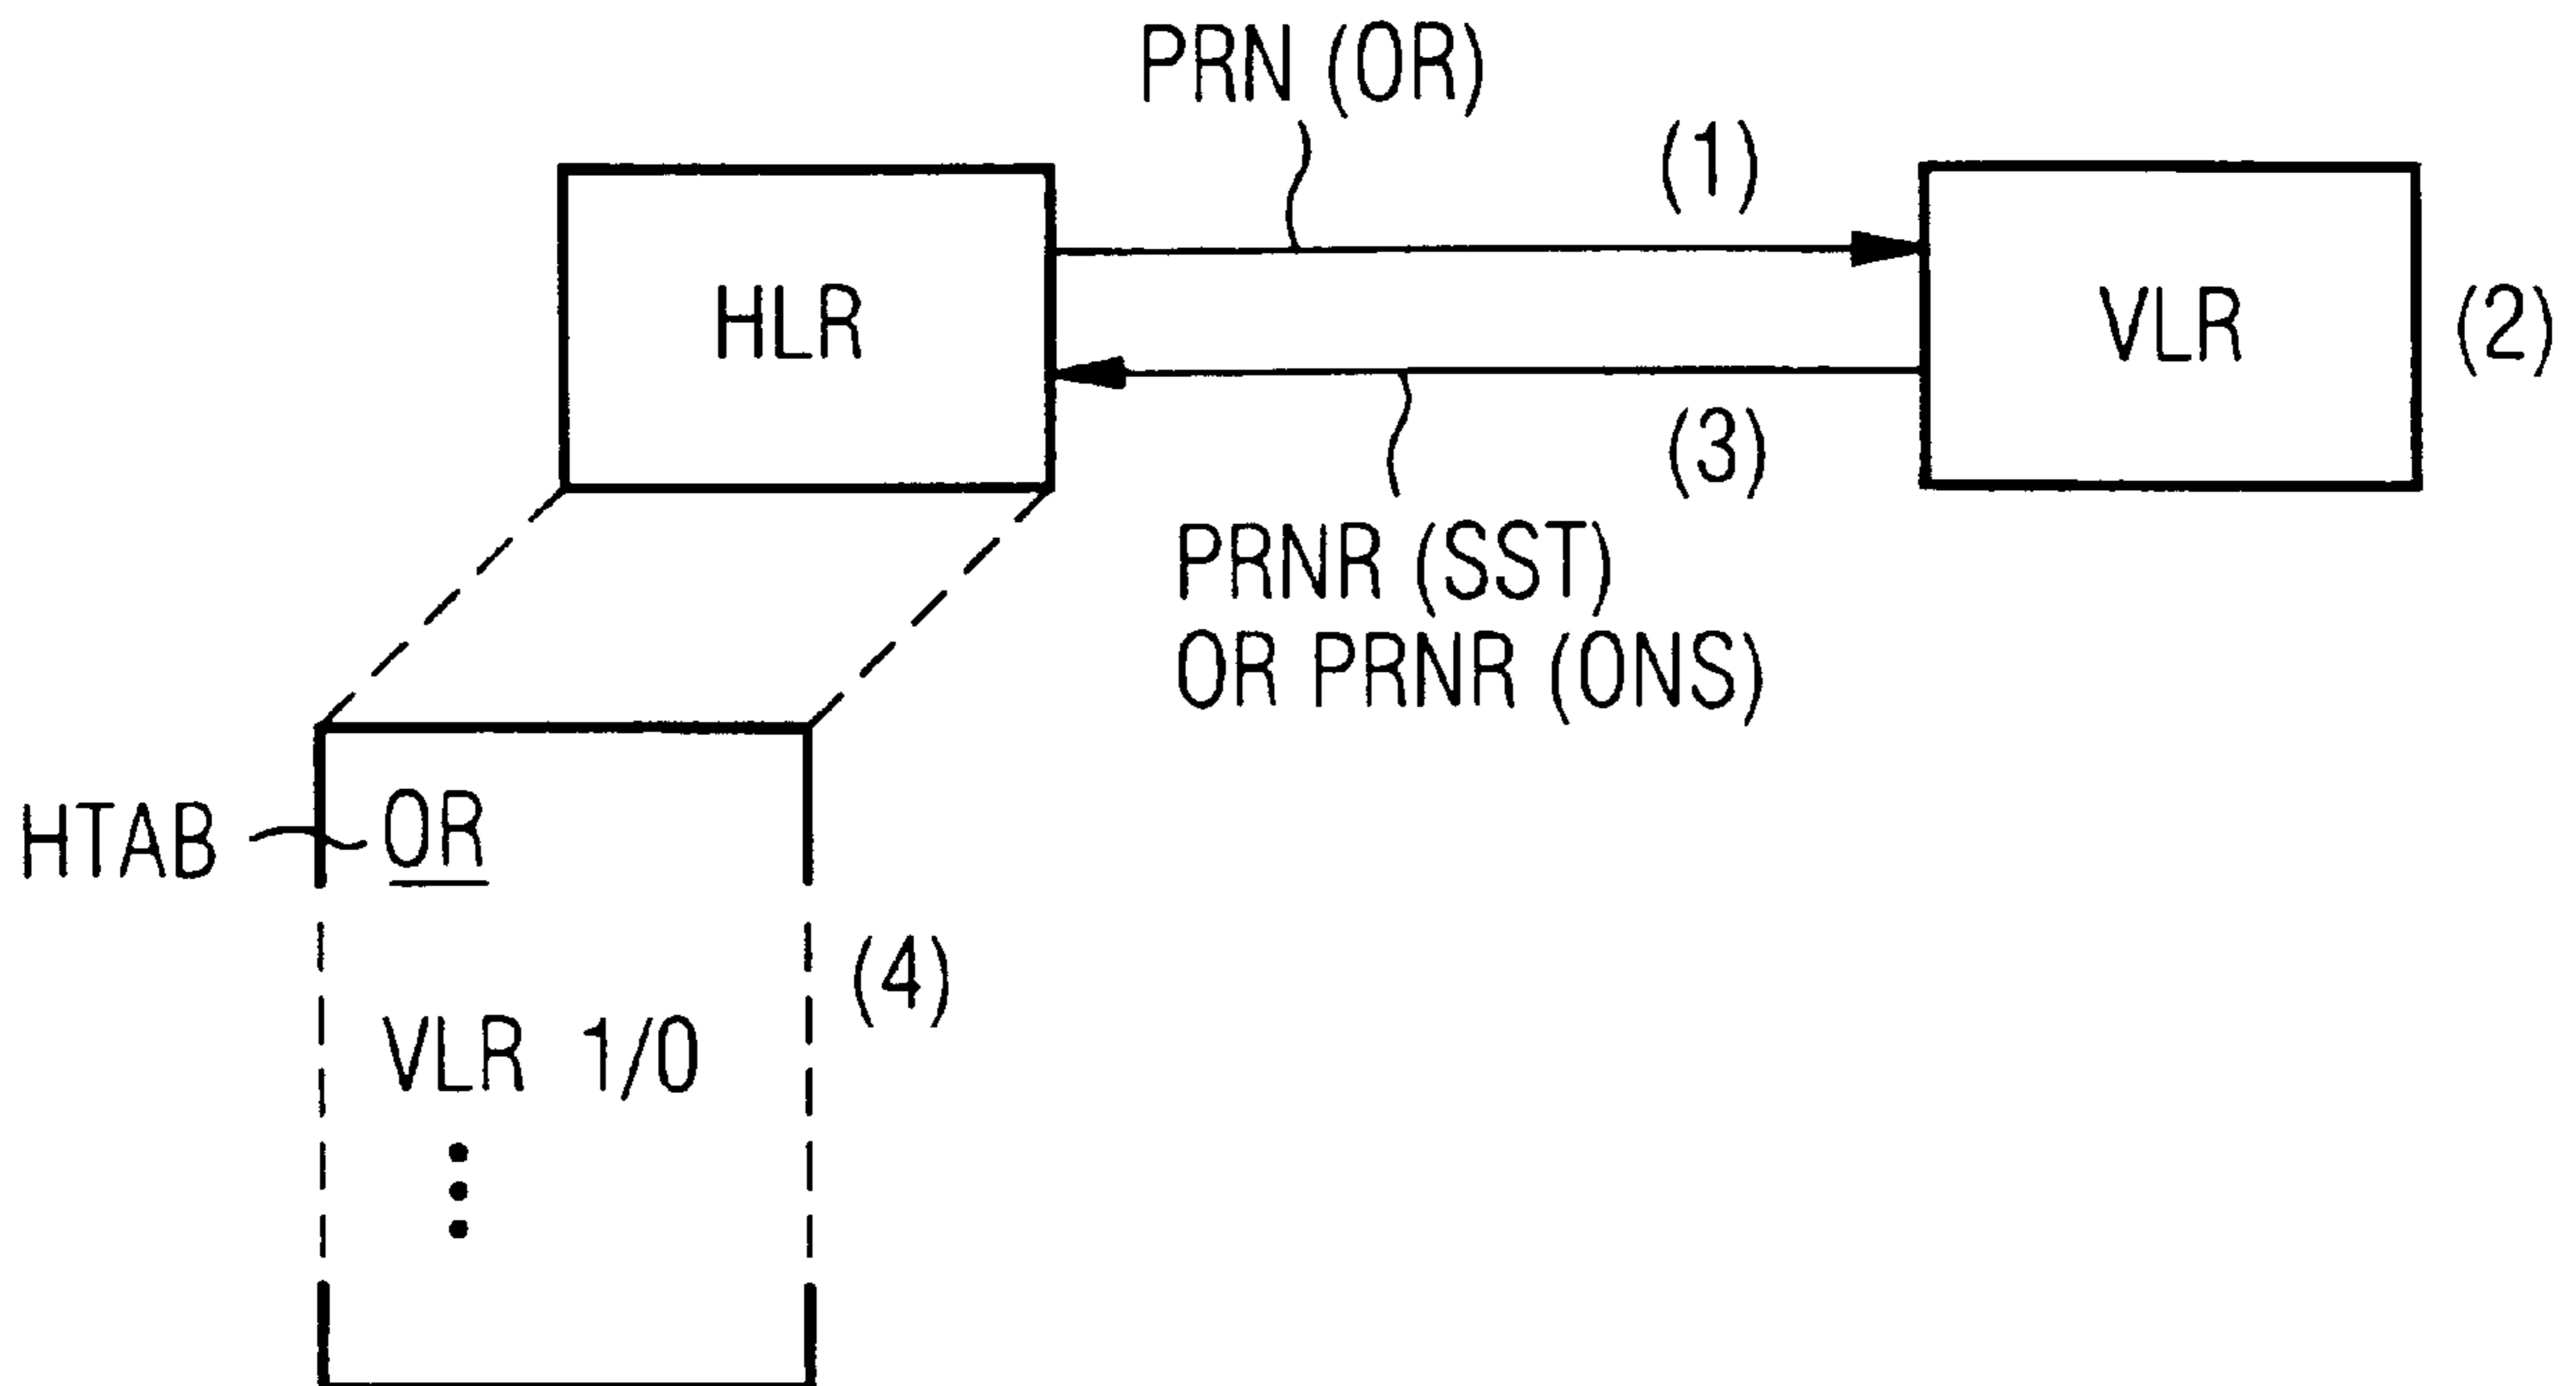 PRN (OR)
(1)
HLR
VLR
(2)
(3)
PRNR (SST)
OR PRNR (ONS)
HTAB
OR
(4)
VLR 1/0